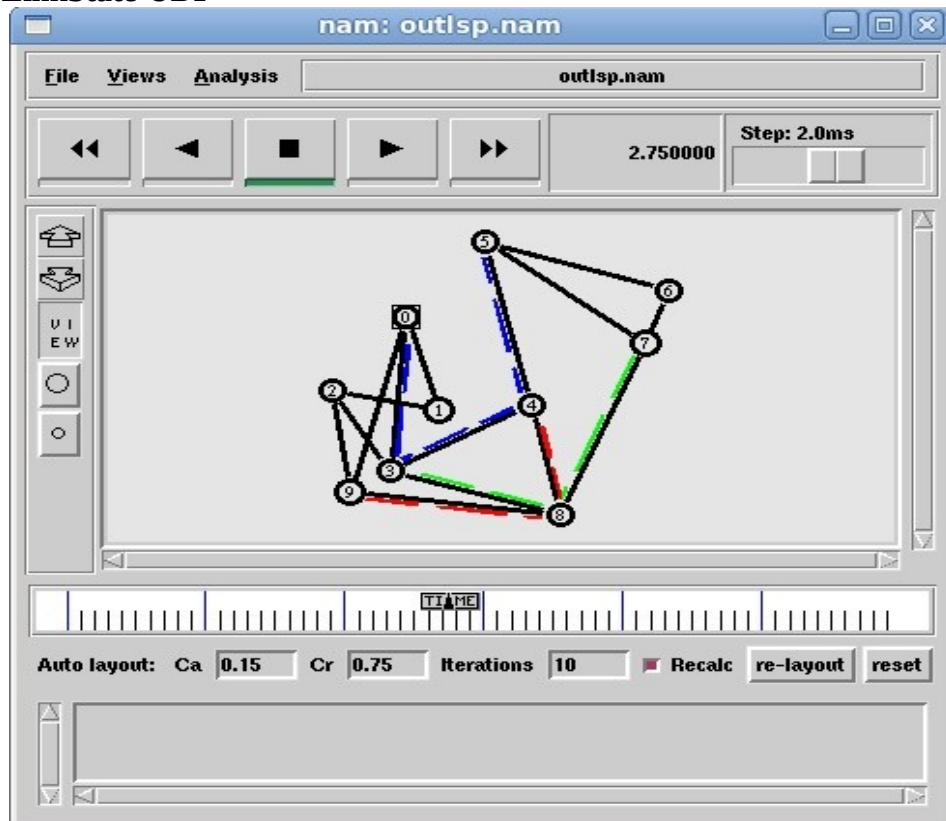 nam: outlsp.nam
File Views Analysis outlsp.nam
2.750000 Step: 2.0ms
5
6
0
7
V I
E W
2
4
1
3
9
8
TIME
Auto layout: Ca 0.15 Cr 0.75 Iterations 10 Recalc re-layout reset